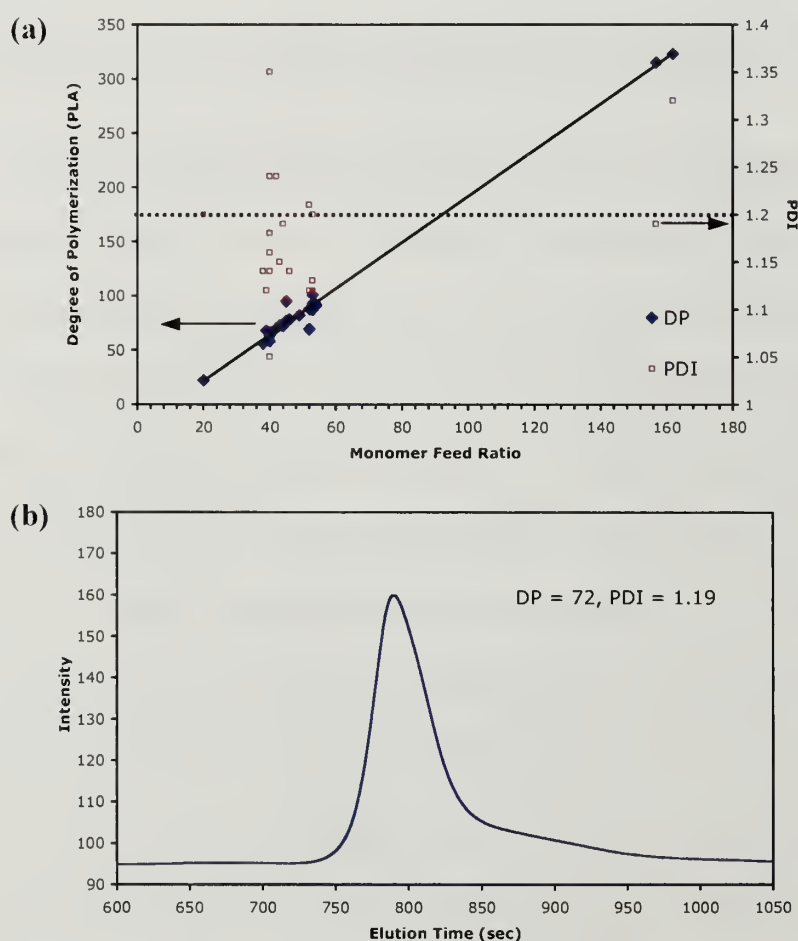 (a)
350
300
250
200
150
100
50
0
Degree of Polymerization (PLA)
1.4
1.35
1.3
1.25
1.2
1.15
1.1
1.05
1
PDI
DP
PDI
0 20 40 60 80 100 120 140 160 180
Monomer Feed Ratio
(b)
180
170
160
150
140
130
120
110
100
90
Intensity
DP = 72, PDI = 1.19
600 650 700 750 800 850 900 950 1000 1050
Elution Time (sec)